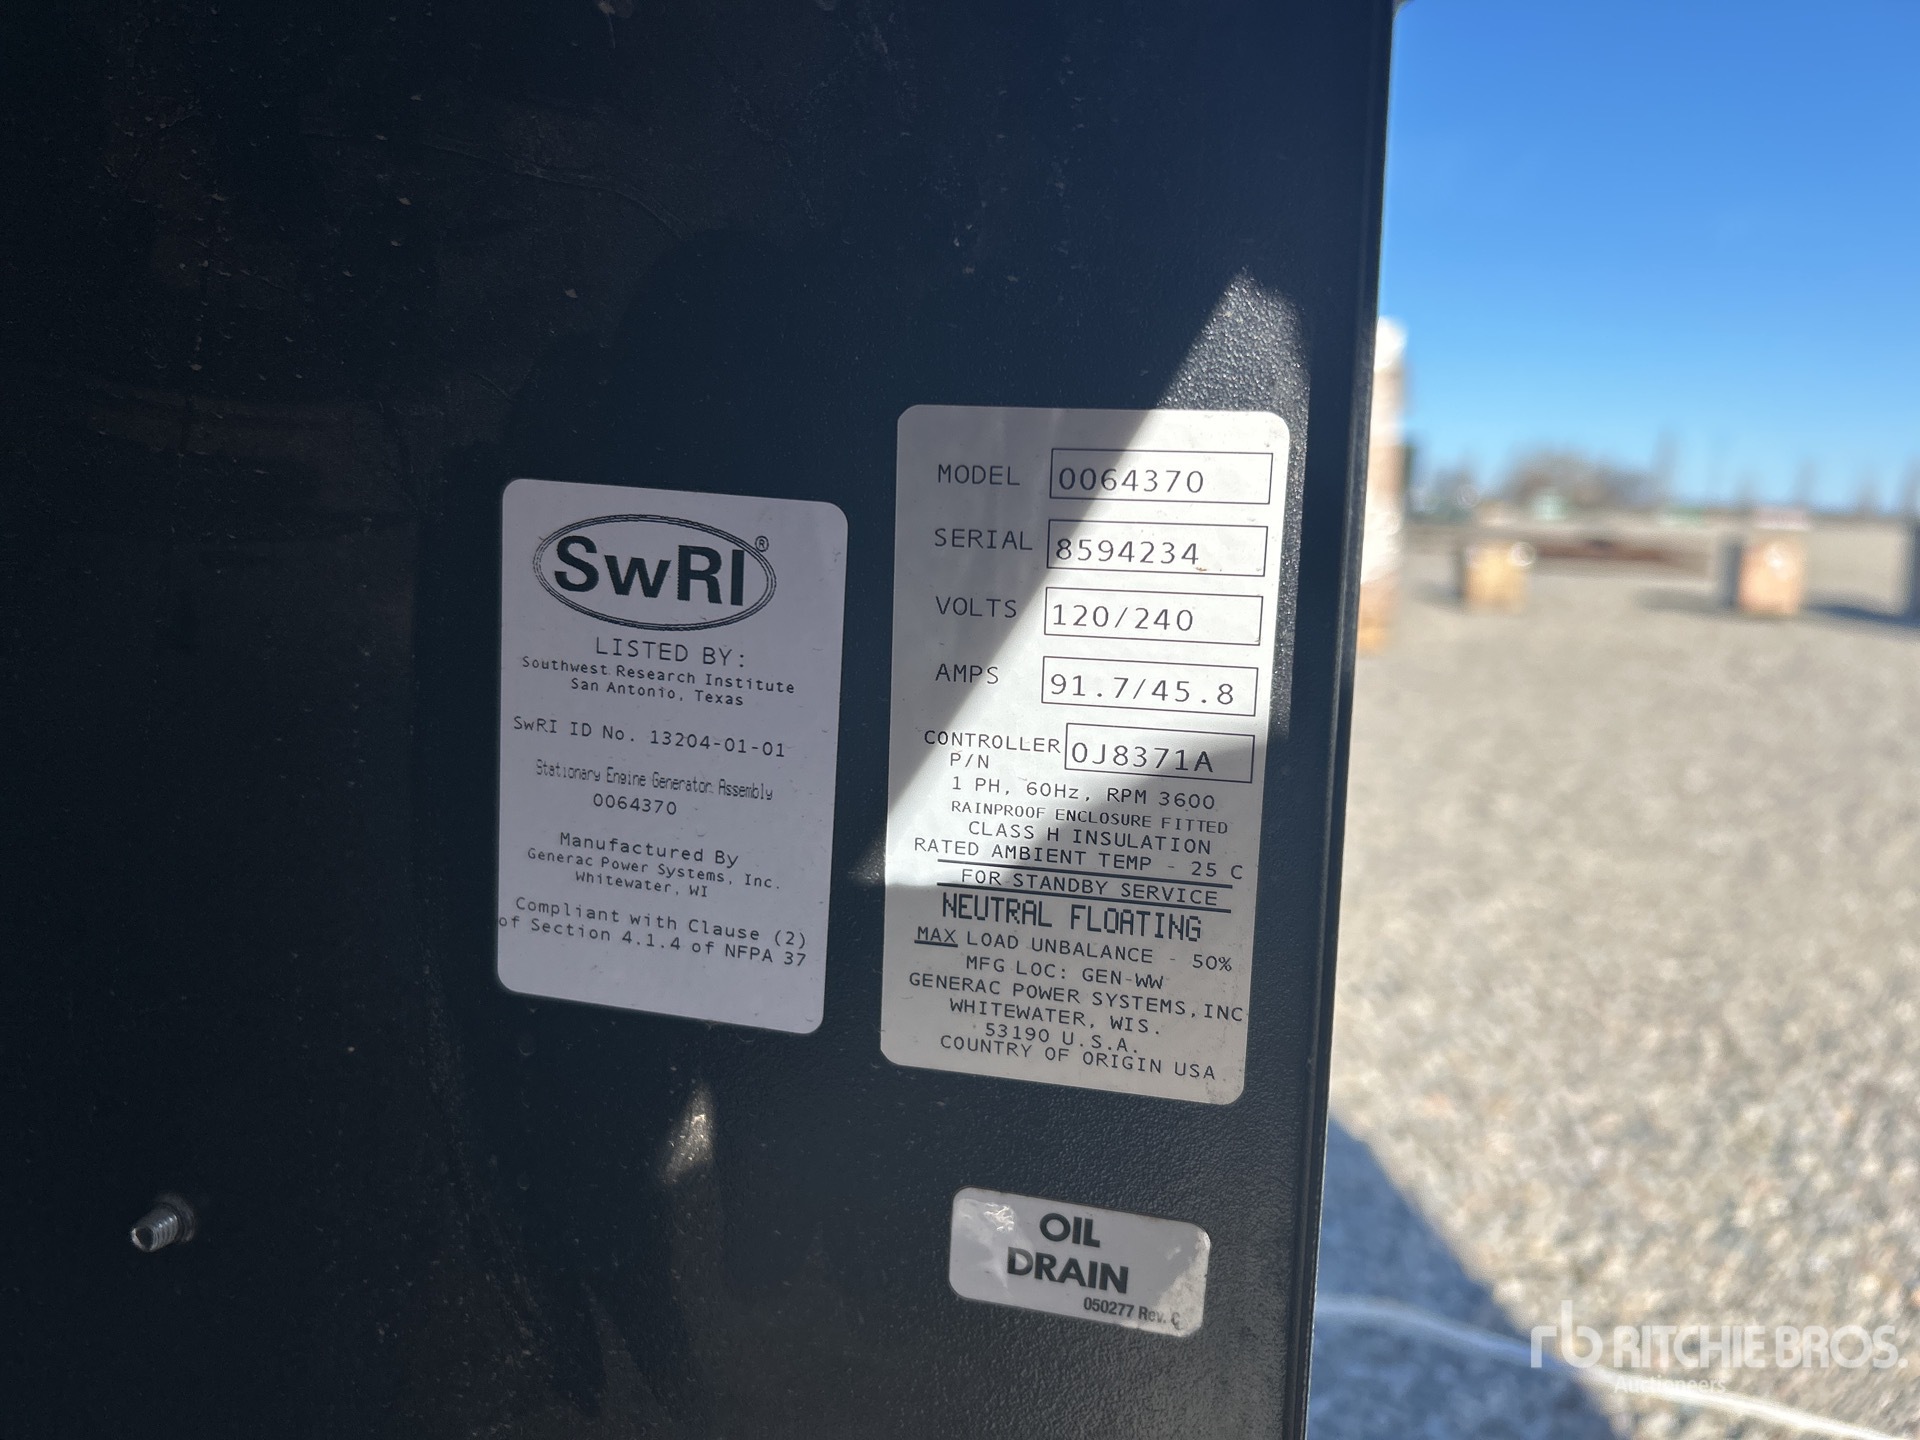 SwRI®
LISTED BY:
Southwest Research Institute
San Antonio, Texas
SwRI ID No. 13204-01-01
Stationary Engine Generator Assembly
0064370
Manufactured By
Generac Power Systems, Inc.
Whitewater, WI
Compliant with Clause (2)
of Section 4.1.4 of NFPA 37
MODEL 0064370
SERIAL 8594234
VOLTS 120/240
AMPS 91.7/45.8
CONTROLLER 0J8371A
P/N
1 PH, 60Hz, RPM 3600
RAINPROOF ENCLOSURE FITTED
CLASS H INSULATION
RATED AMBIENT TEMP - 25 C
FOR STANDBY SERVICE
NEUTRAL FLOATING
MAX LOAD UNBALANCE - 50%
MFG LOC: GEN-WW
GENERAC POWER SYSTEMS, INC
WHITEWATER, WIS.
53190 U.S.A.
COUNTRY OF ORIGIN USA
OIL
DRAIN
050277 Rev. C
rb RITCHIE BROS.
Auctioneers